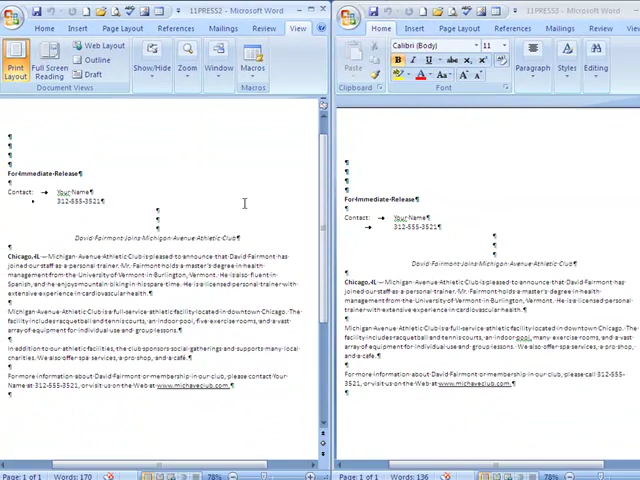 11PRESS2 - Microsoft Word
Home Insert Page Layout References Mailings Review View
Print Layout
Full Screen Reading
Web Layout
Outline
Draft
Show/Hide
Zoom
Window
Macros
Document Views
Macros
For Immediate Release¶
Contact: Your Name¶
312-555-3521¶
David Fairmont Joins Michigan Avenue Athletic Club¶
Chicago, IL — Michigan Avenue Athletic Club is pleased to announce that David Fairmont has
joined our staff as a personal trainer. Mr. Fairmont holds a master's degree in health
management from the University of Vermont in Burlington, Vermont. He is also fluent in
Spanish, and he enjoys mountain biking in his spare time. He is a licensed personal trainer with
extensive experience in cardiovascular health.¶
Michigan Avenue Athletic Club is a full-service athletic facility located in downtown Chicago. Our
facility includes racquetball and tennis courts, an indoor pool, five exercise rooms, and a vast
array of equipment for individual use and group lessons.¶
In addition to our athletic facilities, the club sponsors social gatherings and supports many local
charities. We also offer spa services, a pro shop, and a café.¶
For more information about David Fairmont or membership in our club, please contact Your
Name at 312-555-3521, or visit us on the Web at www.michaveclub.com.¶
Page: 1 of 1 Words: 170 78%
11PRESS3 - Microsoft Word
Home Insert Page Layout References Mailings Review
Paste
Clipboard
Calibri (Body) 11
Font
Paragraph
Styles
Editing
For Immediate Release¶
Contact: Your Name¶
312-555-3521¶
David Fairmont Joins Michigan Avenue Athletic Club¶
Chicago, IL — Michigan Avenue Athletic Club is pleased to announce that David Fairmont has
joined our staff as a personal trainer. Mr. Fairmont holds a master's degree in health
management from the University of Vermont in Burlington, Vermont. He is a licensed personal
trainer with extensive experience in cardiovascular health.¶
Michigan Avenue Athletic Club is a full-service athletic facility located in downtown Chicago. Our
facility includes racquetball and tennis courts, an indoor pool, many exercise rooms, and a vast
array of equipment for individual use and group lessons. We also offer spa services, a pro shop,
and a café.¶
For more information about David Fairmont or membership in our club, please call 312-555-
3521, or visit us on the Web at www.michaveclub.com.¶
Page: 1 of 1 Words: 136 78%